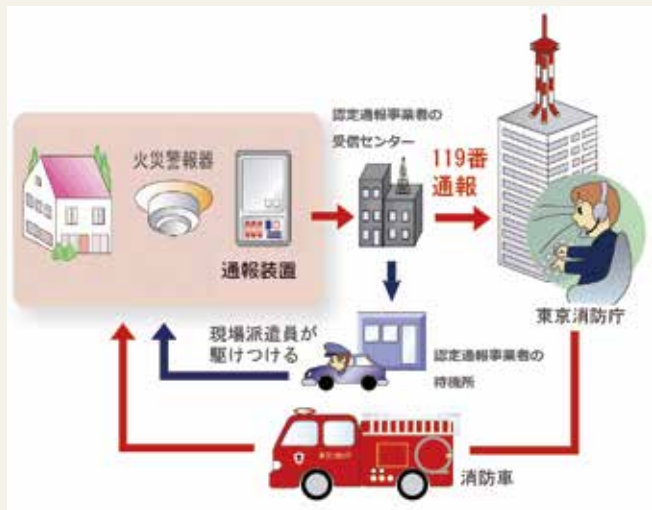 認定通報事業者の
受信センター
火災警報器
119番
通報
通報装置
東京消防庁
現場派遣員が
駆けつける
認定通報事業者の
待機所
消防車